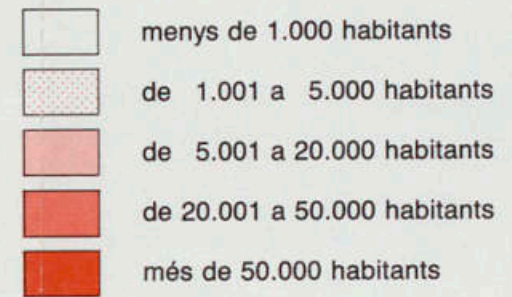 menys de 1.000 habitants
de 1.001 a 5.000 habitants
de 5.001 a 20.000 habitants
de 20.001 a 50.000 habitants
més de 50.000 habitants